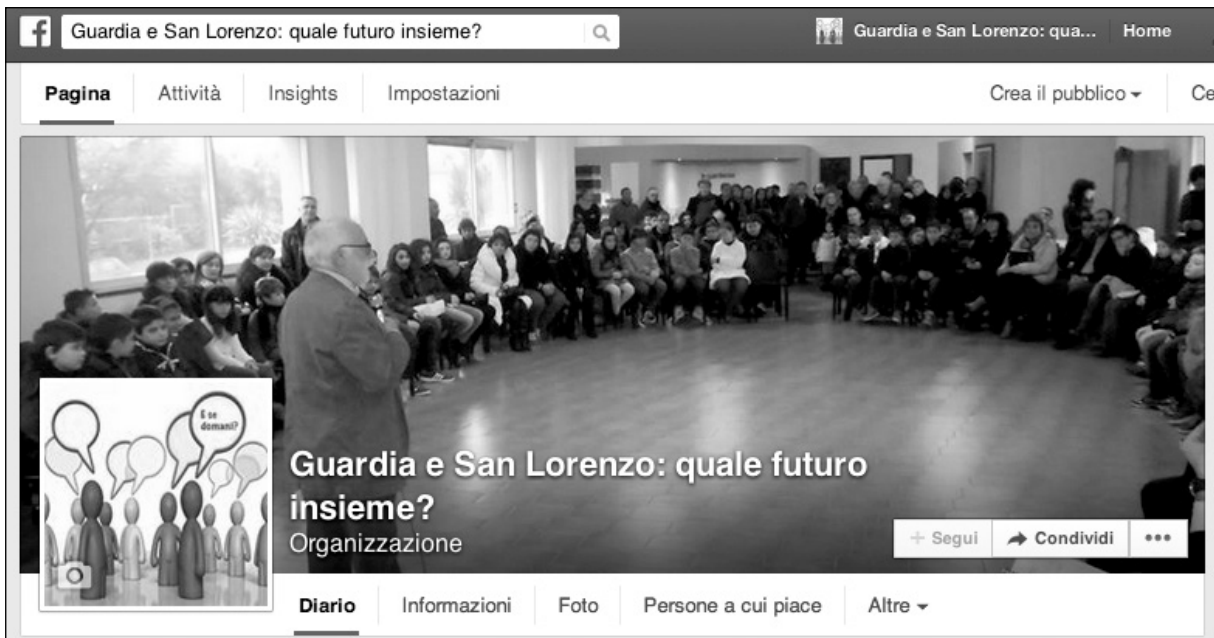 f Guardia e San Lorenzo: quale futuro insieme? Guardia e San Lorenzo: qua... Home
Pagina Attività Insights Impostazioni Crea il pubblico Ce
E se
domani?
Guardia e San Lorenzo: quale futuro
insieme?
Organizzazione
+ Segui Condividi
Diario Informazioni Foto Persone a cui piace Altre